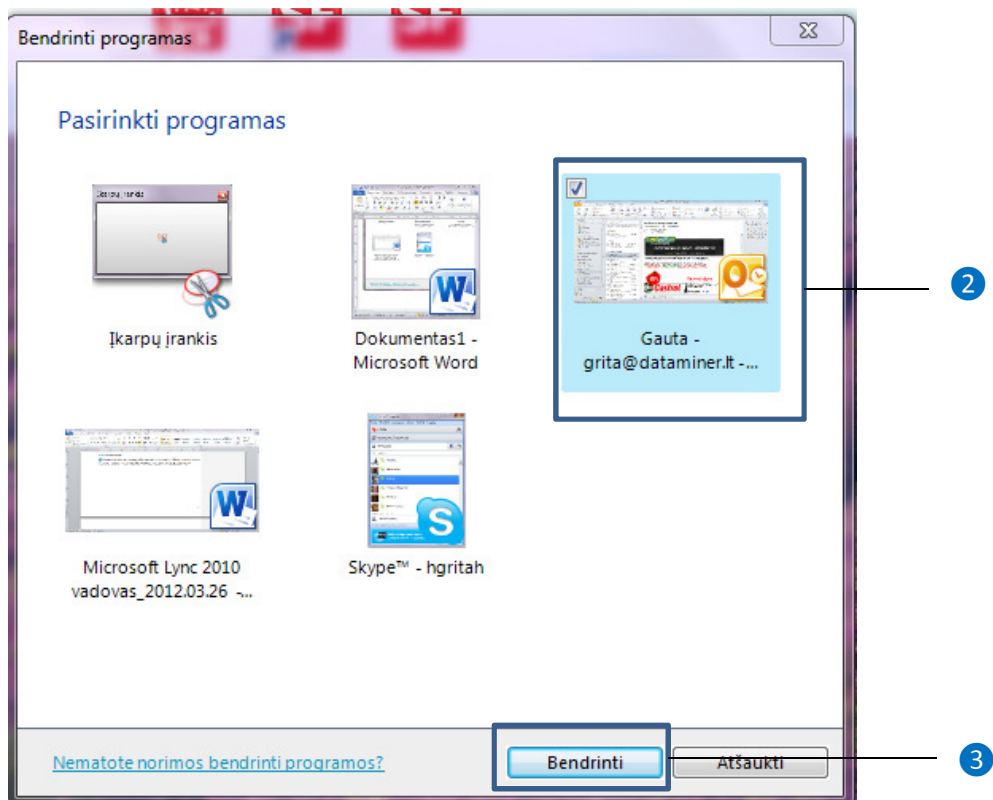 Bendrinti programas
Pasirinkti programas
Įkarpų įrankis
Dokumentas1 -
Microsoft Word
Gauta -
grita@dataminer.lt -...
2
Microsoft Lync 2010
vadovas_2012.03.26 -...
Skype™ - hgritah
Nematote norimos bendrinti programos?
Bendrinti
Atšaukti
3